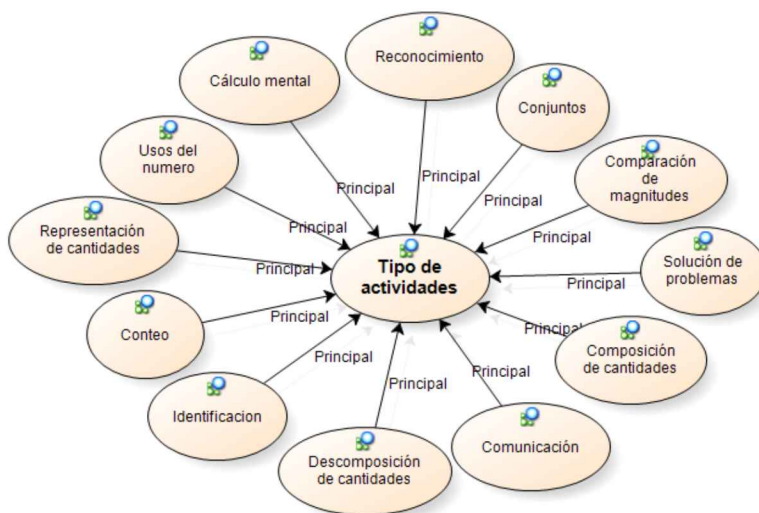 Reconocimiento
Cálculo mental
Conjuntos
Usos del
numero
Comparación
de
magnitudes
Principal
Principal
Principal
Principal
Principal
Representación
de cantidades
Principal
Principal
Tipo de
actividades
Solución de
problemas
Principal
Conteo
Principal
Principal
Principal
Composición
de cantidades
Principal
Principal
Identificacion
Comunicación
Descomposición
de cantidades